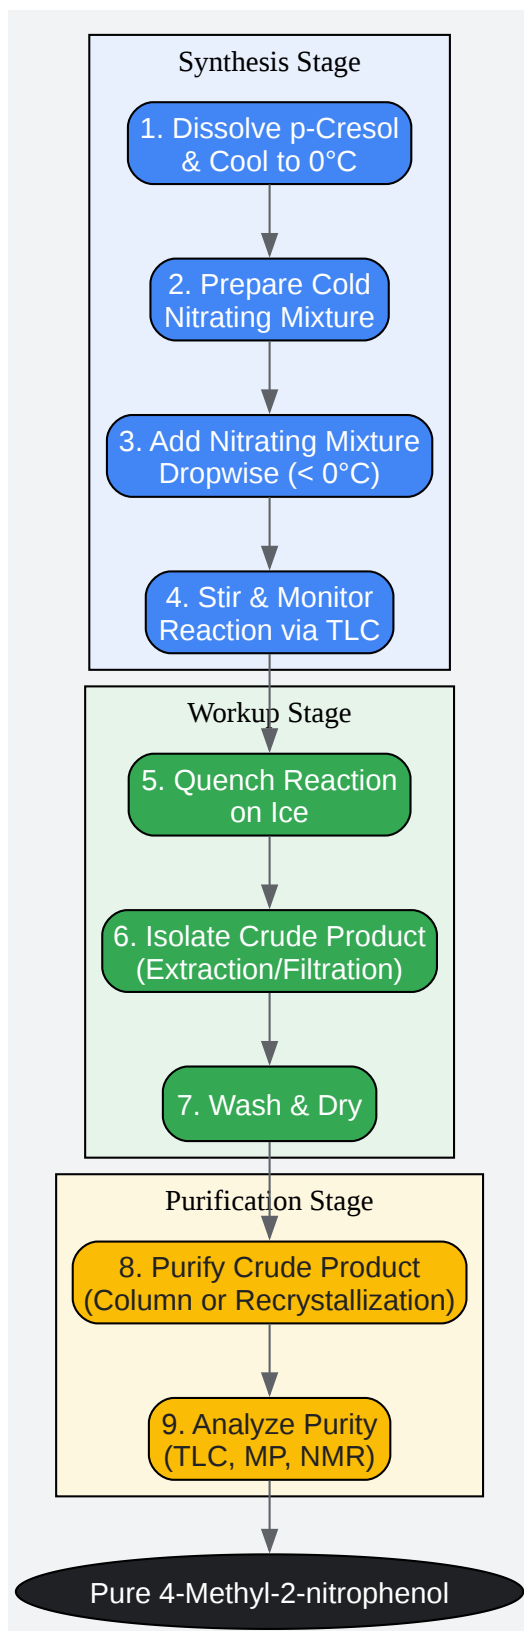 Synthesis Stage
1. Dissolve p-Cresol
& Cool to 0°C
2. Prepare Cold
Nitrating Mixture
3. Add Nitrating Mixture
Dropwise (< 0°C)
4. Stir & Monitor
Reaction via TLC
Workup Stage
5. Quench Reaction
on Ice
6. Isolate Crude Product
(Extraction/Filtration)
7. Wash & Dry
Purification Stage
8. Purify Crude Product
(Column or Recrystallization)
9. Analyze Purity
(TLC, MP, NMR)
Pure 4-Methyl-2-nitrophenol